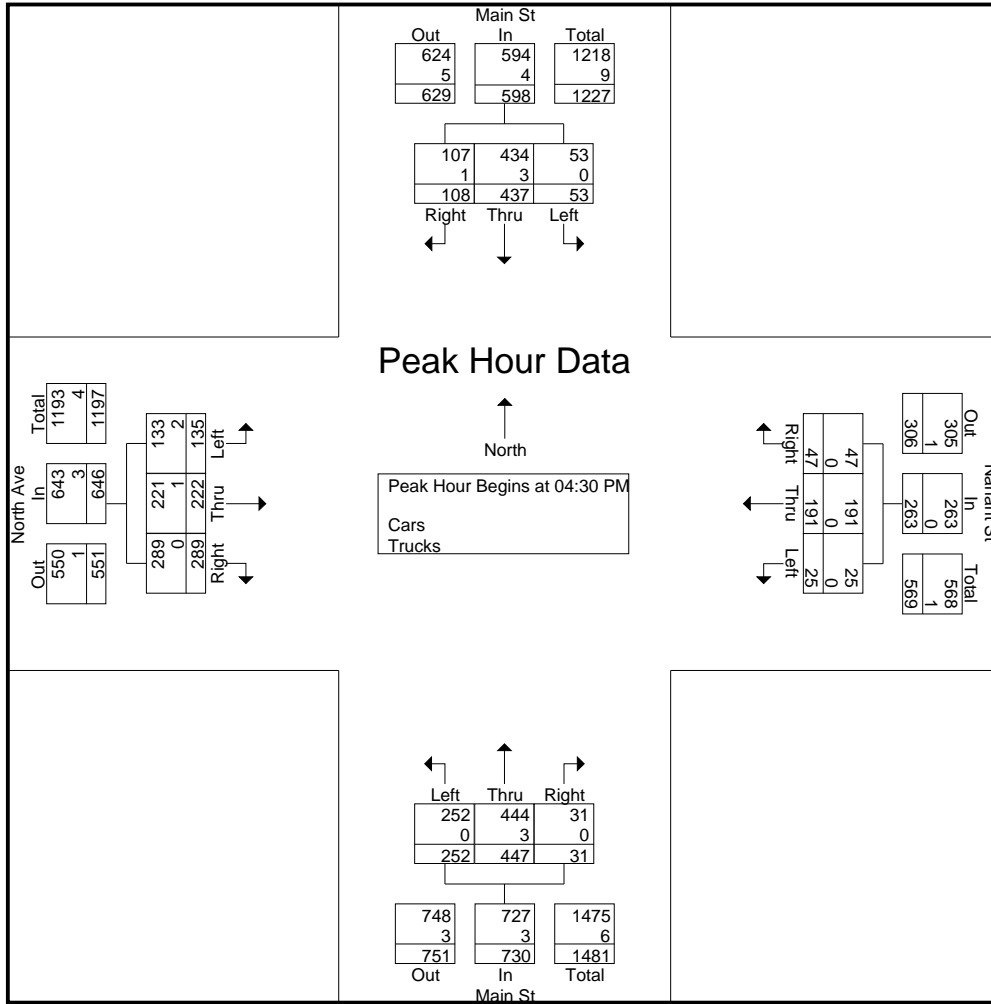 Main St
Out In Total
624 594 1218
5 4 9
629 598 1227
107 434 53
1 3 0
108 437 53
Right Thru Left
Peak Hour Data
North
Peak Hour Begins at 04:30 PM
Cars
Trucks
North Ave
Total In Out
1193 643 550
4 3 1
1197 646 551
133 221 289
2 1 0
135 222 289
Left Thru Right
Nahant St
Out In Total
305 263 568
1 0 1
306 263 569
47 191 25
0 0 0
47 191 25
Right Thru Left
Left Thru Right
252 444 31
0 3 0
252 447 31
748 727 1475
3 3 6
751 730 1481
Out In Total
Main St